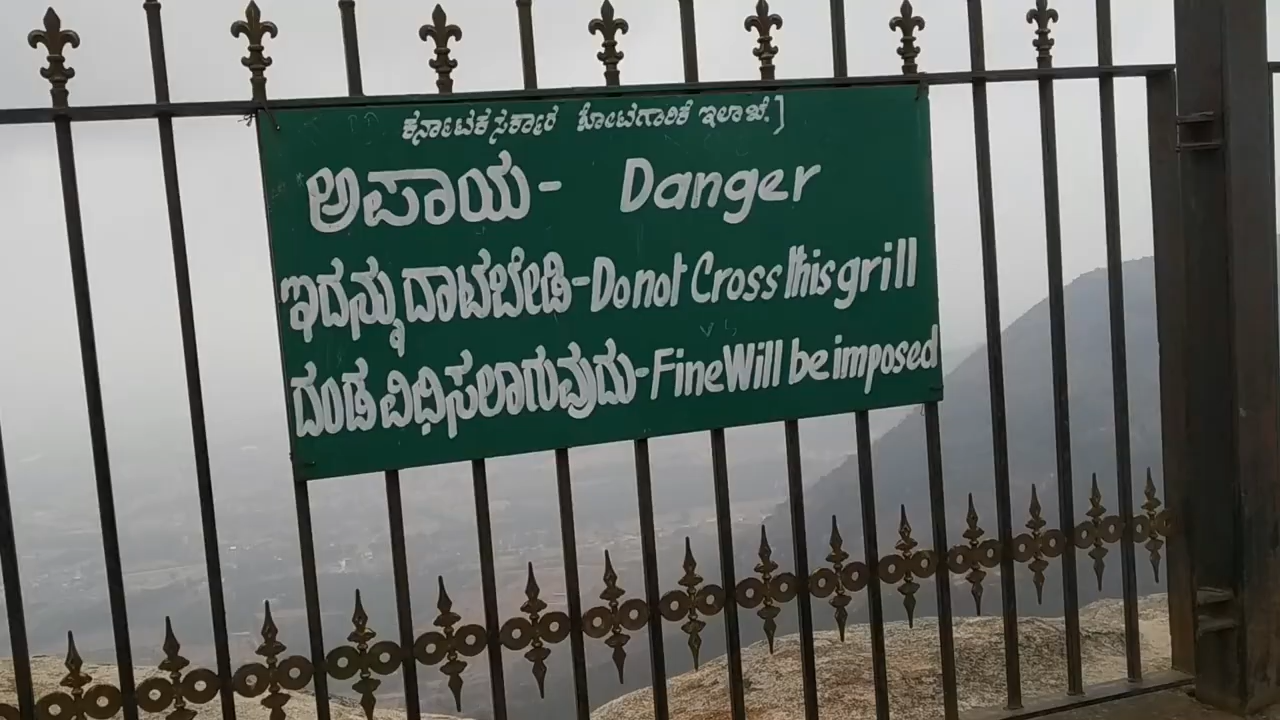 ಕರ್ನಾಟಕ ಸರ್ಕಾರ ತೋಟಗಾರಿಕೆ ಇಲಾಖೆ.]
ಅಪಾಯ - Danger
ಇದನ್ನು ದಾಟಬೇಡಿ - Donot Cross this grill
ದಂಡ ವಿಧಿಸಲಾಗುವುದು - Fine Will be imposed